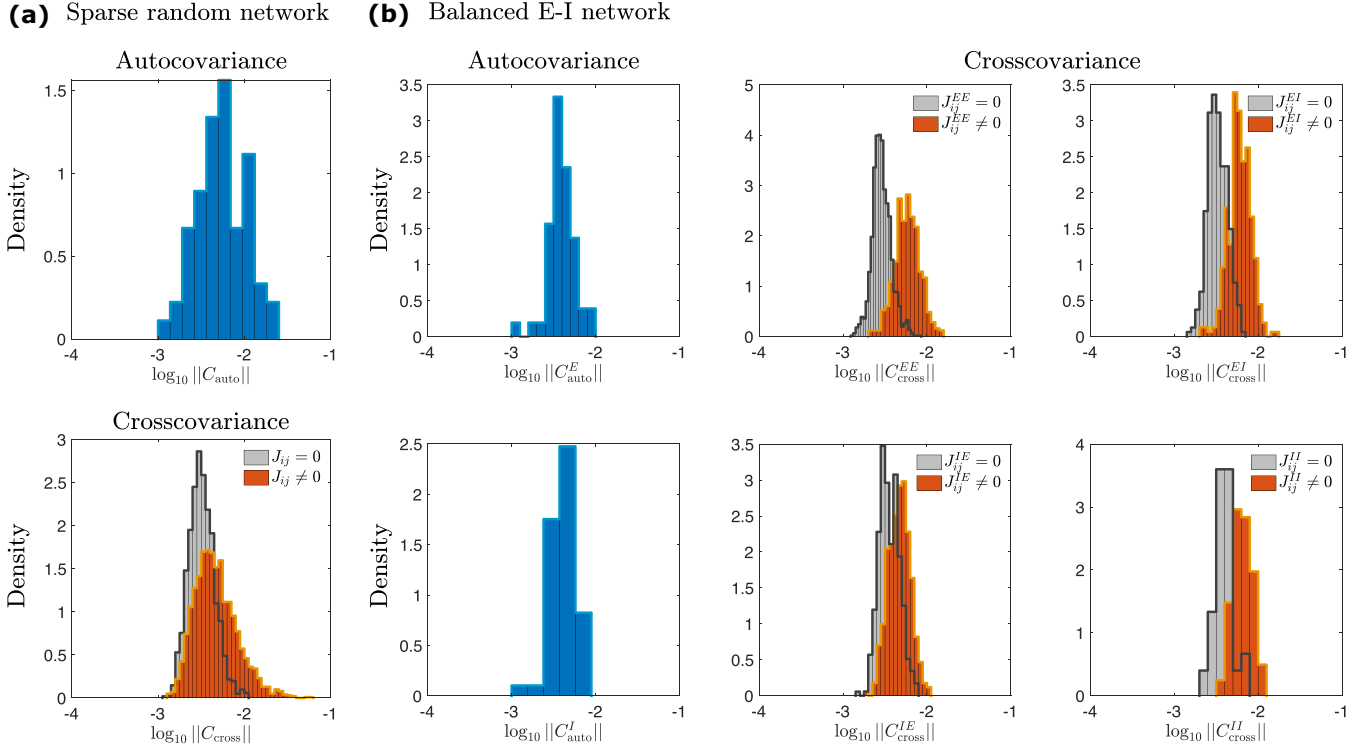 (a) Sparse random network
(b) Balanced E-I network
Autocovariance
Density
1.5
1
0.5
0
-4 -3 -2 -1
log₁₀ ||C_auto||
Crosscovariance
Density
J_ij = 0
J_ij ≠ 0
3
2.5
2
1.5
1
0.5
0
-4 -3 -2 -1
log₁₀ ||C_cross||
Autocovariance
Density
3.5
3
2.5
2
1.5
1
0.5
0
-4 -3 -2 -1
log₁₀ ||C^E_auto||
Density
2.5
2
1.5
1
0.5
0
-4 -3 -2 -1
log₁₀ ||C^I_auto||
Crosscovariance
J^EE_ij = 0
J^EE_ij ≠ 0
5
4
3
2
1
0
-4 -3 -2 -1
log₁₀ ||C^EE_cross||
J^EI_ij = 0
J^EI_ij ≠ 0
3.5
3
2.5
2
1.5
1
0.5
0
-4 -3 -2 -1
log₁₀ ||C^EI_cross||
J^IE_ij = 0
J^IE_ij ≠ 0
3.5
3
2.5
2
1.5
1
0.5
0
-4 -3 -2 -1
log₁₀ ||C^IE_cross||
J^II_ij = 0
J^II_ij ≠ 0
4
3
2
1
0
-4 -3 -2 -1
log₁₀ ||C^II_cross||